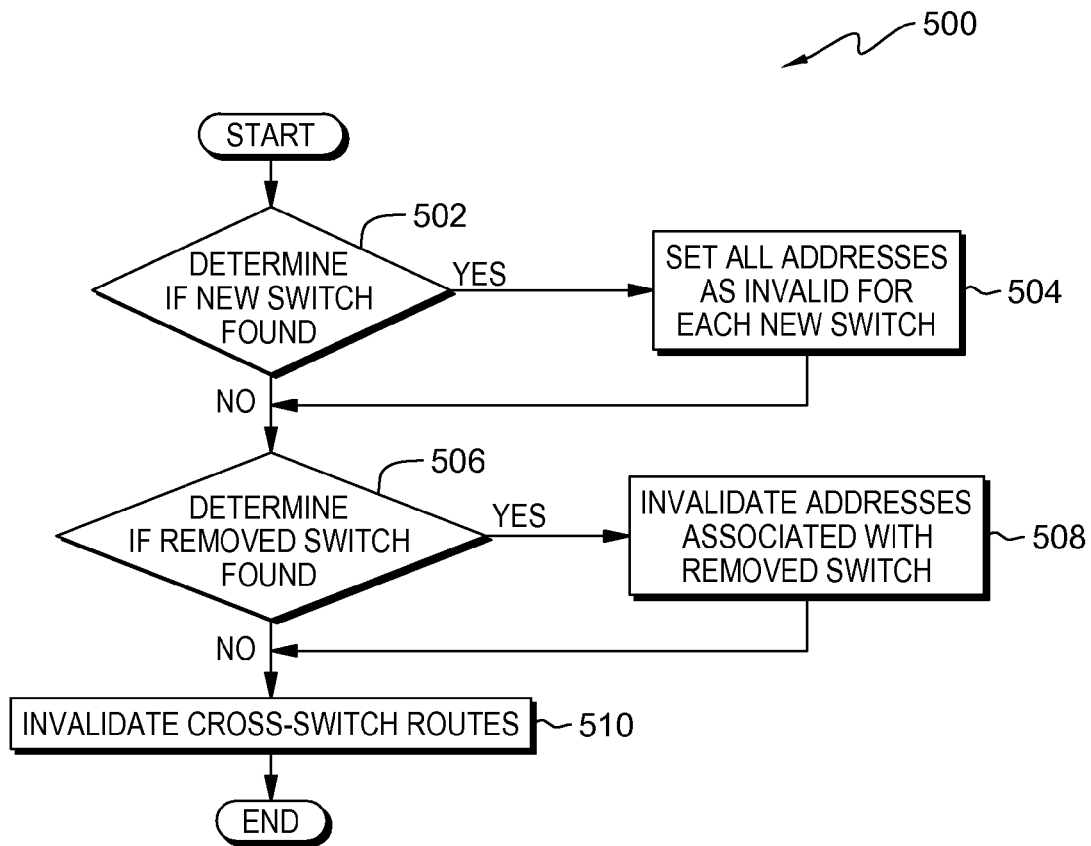 500
START
502
DETERMINE
IF NEW SWITCH
FOUND
YES
SET ALL ADDRESSES
AS INVALID FOR
EACH NEW SWITCH
504
NO
506
DETERMINE
IF REMOVED SWITCH
FOUND
YES
INVALIDATE ADDRESSES
ASSOCIATED WITH
REMOVED SWITCH
508
NO
INVALIDATE CROSS-SWITCH ROUTES
510
END